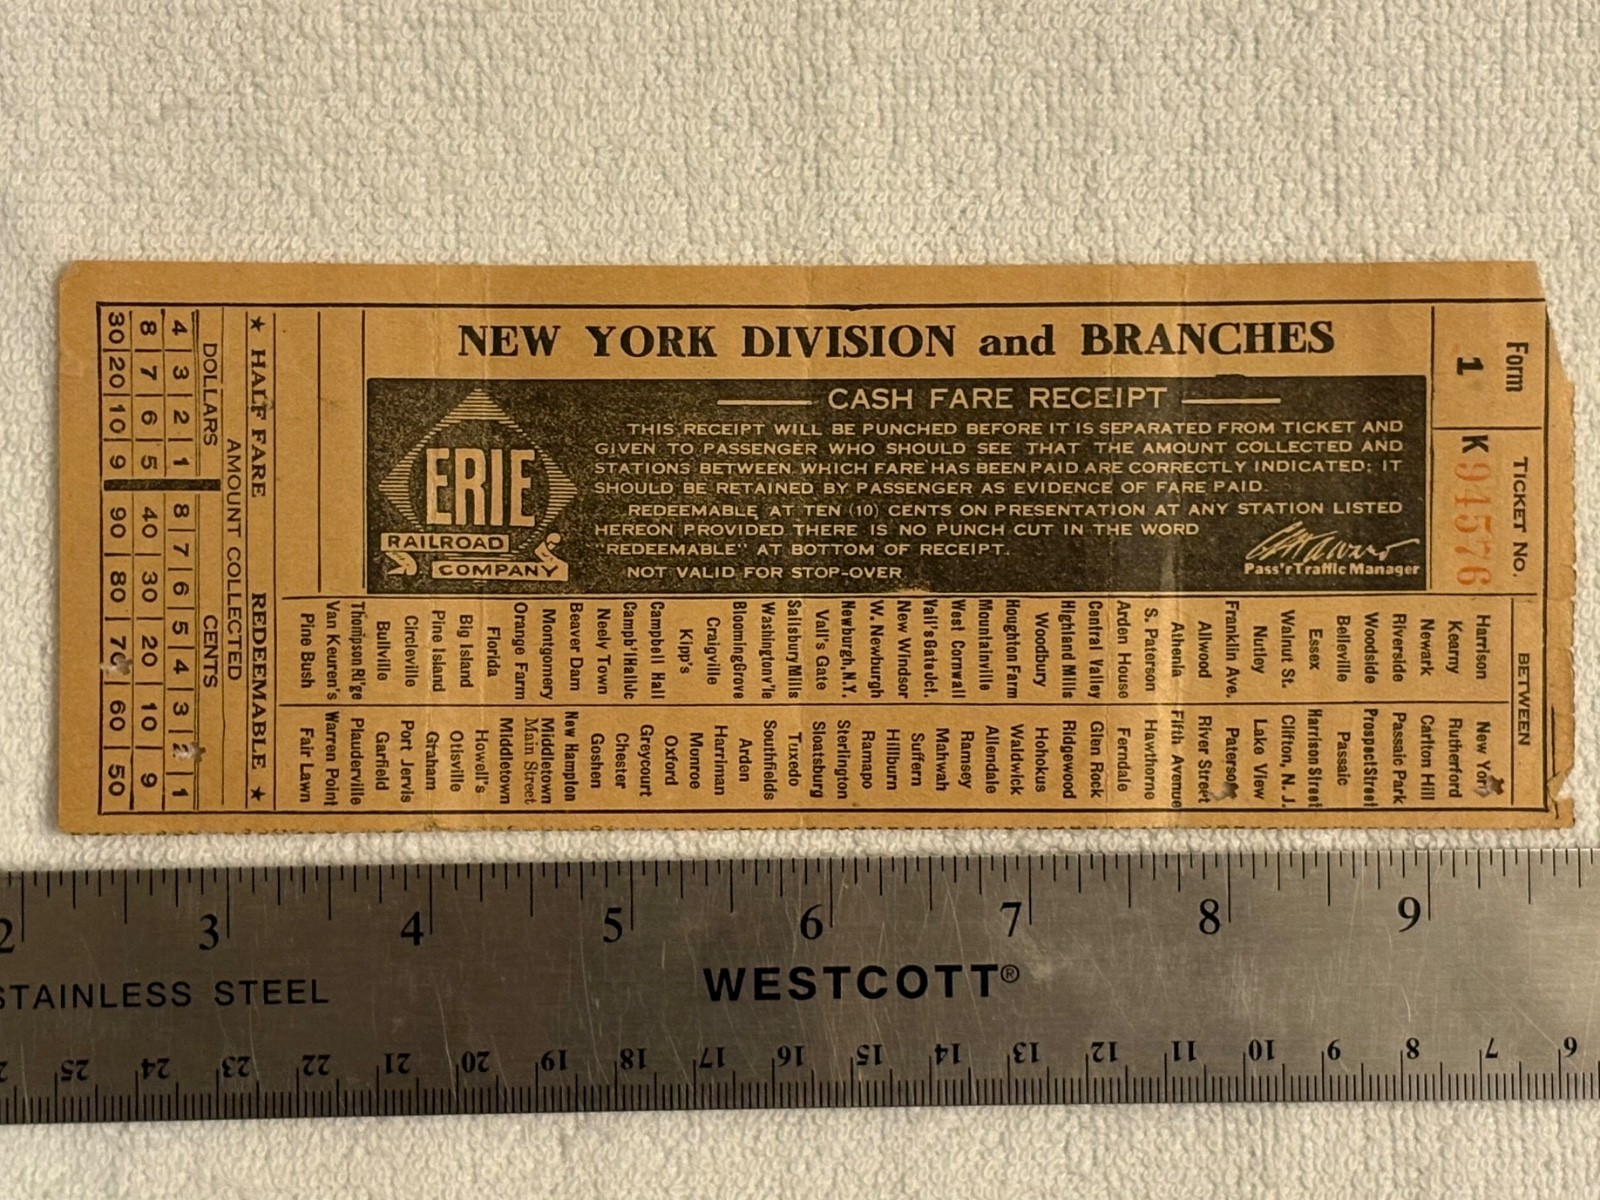 NEW YORK DIVISION and BRANCHES
CASH FARE RECEIPT
THIS RECEIPT WILL BE PUNCHED BEFORE IT IS SEPARATED FROM TICKET AND
GIVEN TO PASSENGER WHO SHOULD SEE THAT THE AMOUNT COLLECTED AND
STATIONS BETWEEN WHICH FARE HAS BEEN PAID ARE CORRECTLY INDICATED; IT
SHOULD BE RETAINED BY PASSENGER AS EVIDENCE OF FARE PAID.
REDEEMABLE AT TEN (10) CENTS ON PRESENTATION AT ANY STATION LISTED
HEREON PROVIDED THERE IS NO PUNCH CUT IN THE WORD
"REDEEMABLE" AT BOTTOM OF RECEIPT.
NOT VALID FOR STOP-OVER
Pass'r Traffic Manager
ERIE
RAILROAD
COMPANY
Form TICKET NO. BETWEEN
1 K 94576
Harrison New York
Kearny Rutherford
Newark Carlton Hill
Riverside Passaic Park
Woodside Prospect Street
Belleville Passaic
Essex Harrison Street
Walnut St. Clifton, N. J.
Nutley Lake View
Franklin Ave. Paterson
Allwood River Street
Athenia Fifth Avenue
S. Paterson Hawthorne
Arden House Ferndale
Central Valley Glen Rock
Highland Mills Ridgewood
Woodbury Hohokus
Houghton Farm Waldwick
Mountainville Allendale
West Cornwall Ramsey
Vail's Gate Jct. Mahwah
New Windsor Suffern
W. Newburgh Hillburn
Newburgh, N.Y. Ramapo
Vail's Gate Sterlington
Salisbury Mills Sloatsburg
Washingtonv'le Tuxedo
Blooming Grove Southfields
Craigville Arden
Kipp's Harriman
Campbell Hall Monroe
Campb'l Hall Jc Oxford
Neely Town Greycourt
Beaver Dam Chester
Montgomery Goshen
Orange Farm New Hampton
Florida Middletown Main Street
Big Island Middletown
Pine Island Howell's
Circleville Otisville
Bullville Graham
Thompson Ri'ge Port Jervis
Van Keuren's Garfield
Pine Bush Plauderville
Warren Point
Fair Lawn
★ HALF FARE REDEEMABLE ★
AMOUNT COLLECTED
DOLLARS CENTS
4 3 2 1 8 7 6 5 4 3 2 1
8 7 6 5 40 30 20 10 9
30 20 10 9 90 80 70 60 50
2 3 4 5 6 7 8 9
STAINLESS STEEL WESTCOTT®
25 24 23 22 21 20 19 18 17 16 15 14 13 12 11 10 9 8 7 6